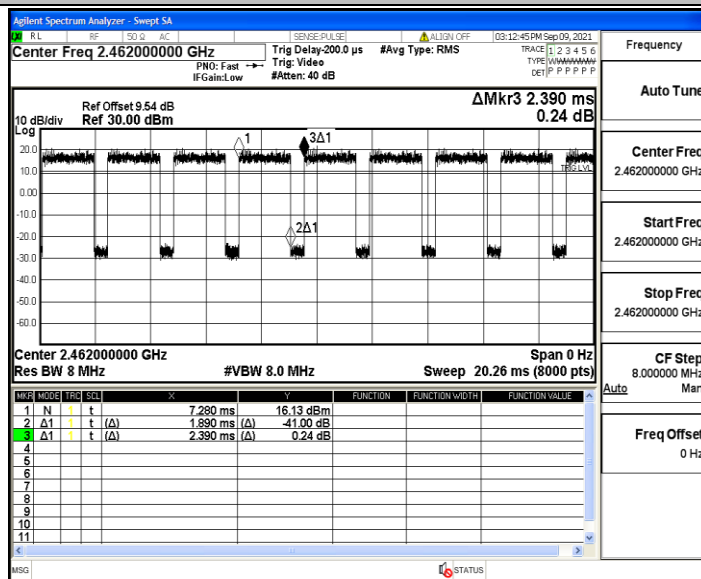 Agilent Spectrum Analyzer - Swept SA
RL RF 50 Ω AC SENSE:PULSE ALIGN OFF 03:12:45 PM Sep 09, 2021
Center Freq 2.462000000 GHz
PNO: Fast
IFGain:Low
Trig Delay-200.0 µs
Trig: Video
#Atten: 40 dB
#Avg Type: RMS
TRACE 1 2 3 4 5 6
TYPE
DET P P P P P
Ref Offset 9.54 dB
10 dB/div Ref 30.00 dBm
Log
ΔMkr3 2.390 ms
0.24 dB
1
3Δ1
2Δ1
TRIG LVL
20.0
10.0
0.00
-10.0
-20.0
-30.0
-40.0
-50.0
-60.0
Center 2.462000000 GHz Span 0 Hz
Res BW 8 MHz #VBW 8.0 MHz Sweep 20.26 ms (8000 pts)
MKR MODE TRC SCL X Y FUNCTION FUNCTION WIDTH FUNCTION VALUE
1 N 1 t 7.280 ms 16.13 dBm
2 Δ1 1 t (Δ) 1.890 ms (Δ) -41.00 dB
3 Δ1 1 t (Δ) 2.390 ms (Δ) 0.24 dB
4
5
6
7
8
9
10
11
MSG STATUS
Frequency
Auto Tune
Center Freq
2.462000000 GHz
Start Freq
2.462000000 GHz
Stop Freq
2.462000000 GHz
CF Step
8.000000 MHz
Auto Man
Freq Offset
0 Hz